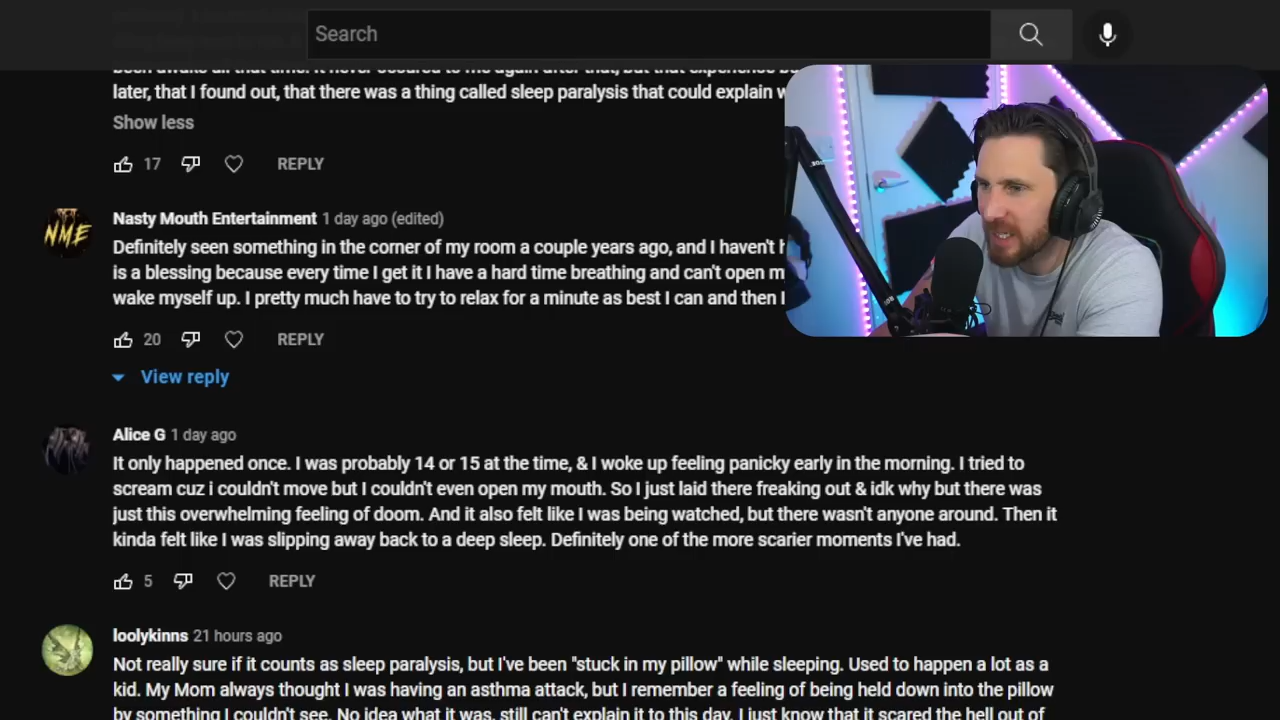 Search
been awake all that time. It never occured to me again after that, but that experience
later, that I found out, that there was a thing called sleep paralysis that could explain
Show less
17
REPLY
NME
Nasty Mouth Entertainment 1 day ago (edited)
Definitely seen something in the corner of my room a couple years ago, and I haven't
is a blessing because every time I get it I have a hard time breathing and can't open
wake myself up. I pretty much have to try to relax for a minute as best I can and then I
20
REPLY
View reply
Alice G 1 day ago
It only happened once. I was probably 14 or 15 at the time, & I woke up feeling panicky early in the morning. I tried to
scream cuz i couldn't move but I couldn't even open my mouth. So I just laid there freaking out & idk why but there was
just this overwhelming feeling of doom. And it also felt like I was being watched, but there wasn't anyone around. Then it
kinda felt like I was slipping away back to a deep sleep. Definitely one of the more scarier moments I've had.
5
REPLY
loolykinns 21 hours ago
Not really sure if it counts as sleep paralysis, but I've been "stuck in my pillow" while sleeping. Used to happen a lot as a
kid. My Mom always thought I was having an asthma attack, but I remember a feeling of being held down into the pillow
by something I couldn't see. No idea what it was, still can't explain it to this day. I just know that it scared the hell out of